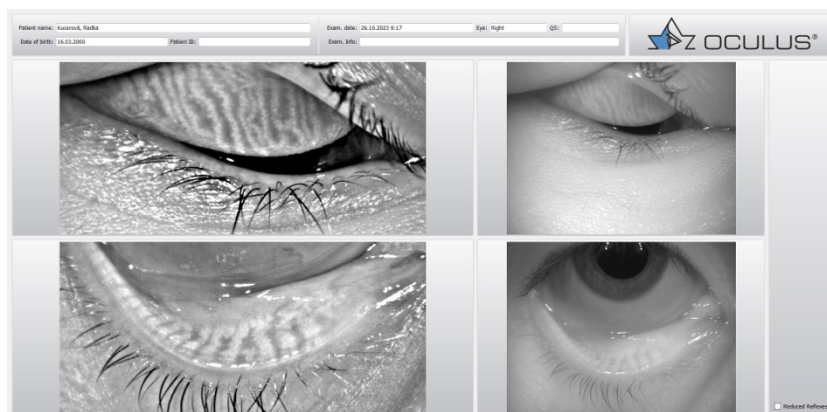 Patient name: Kucerová, Radka
Exam. date: 26.10.2023 9:17
Eye: Right
QS:
OCULUS®
Date of birth: 16.03.2000
Patient ID:
Exam. Info:
Reduced Reflexes